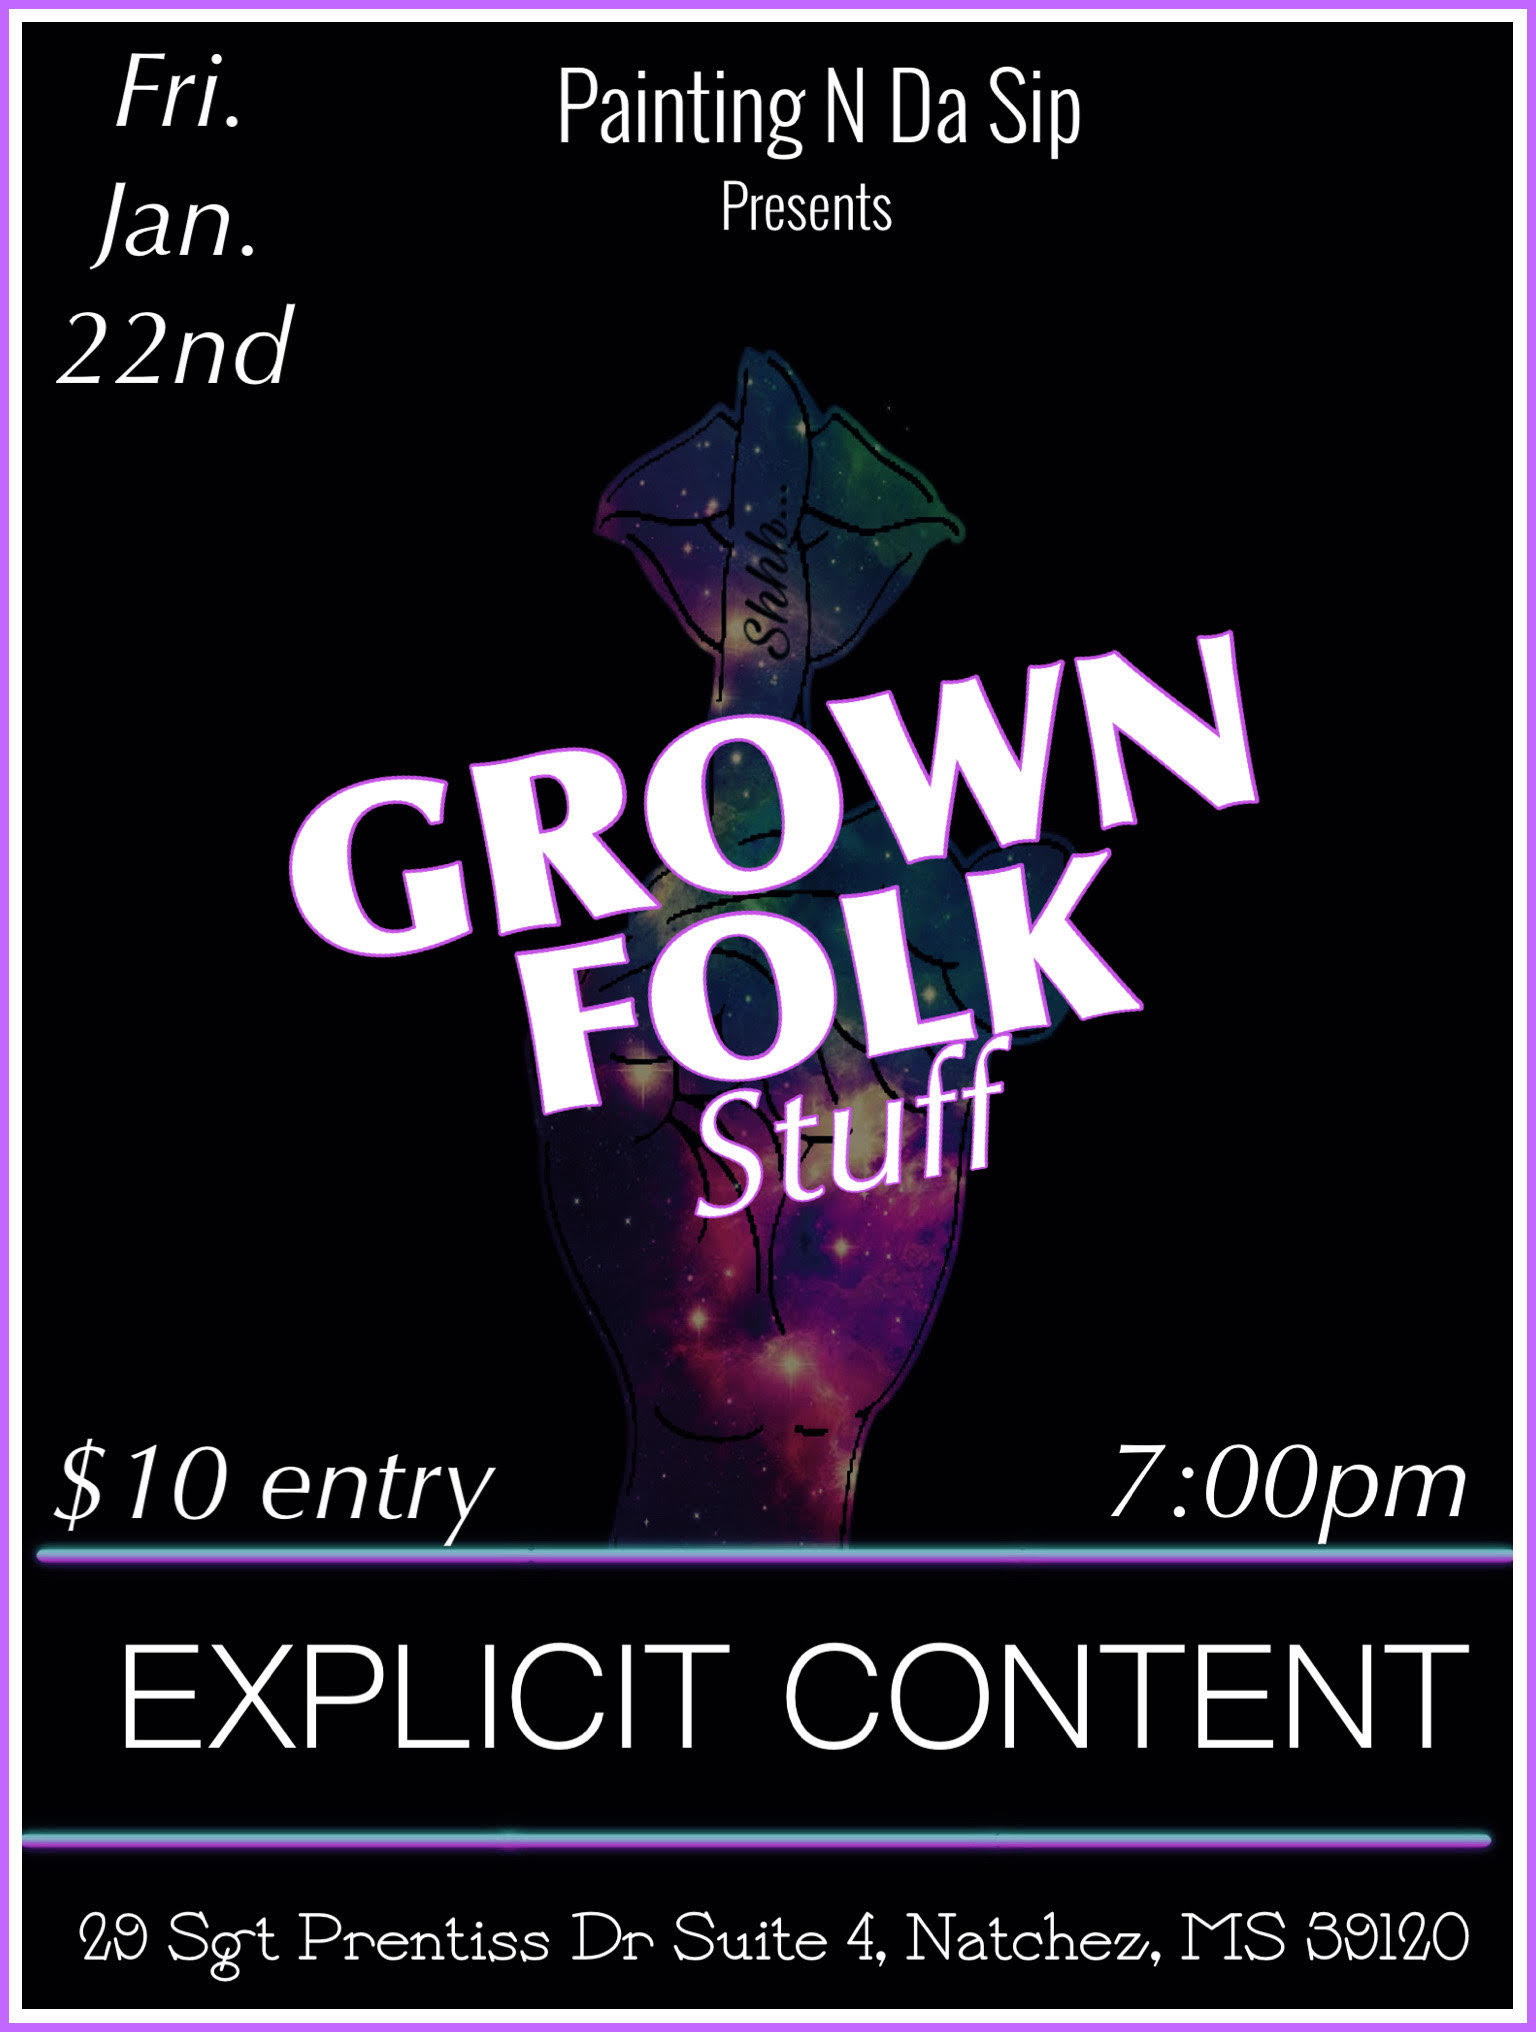 Fri.
Jan.
22nd
Painting N Da Sip
Presents
Shhh...
GROWN
FOLK
Stuff
$10 entry
7:00pm
EXPLICIT CONTENT
29 Sgt Prentiss Dr Suite 4, Natchez, MS 39120